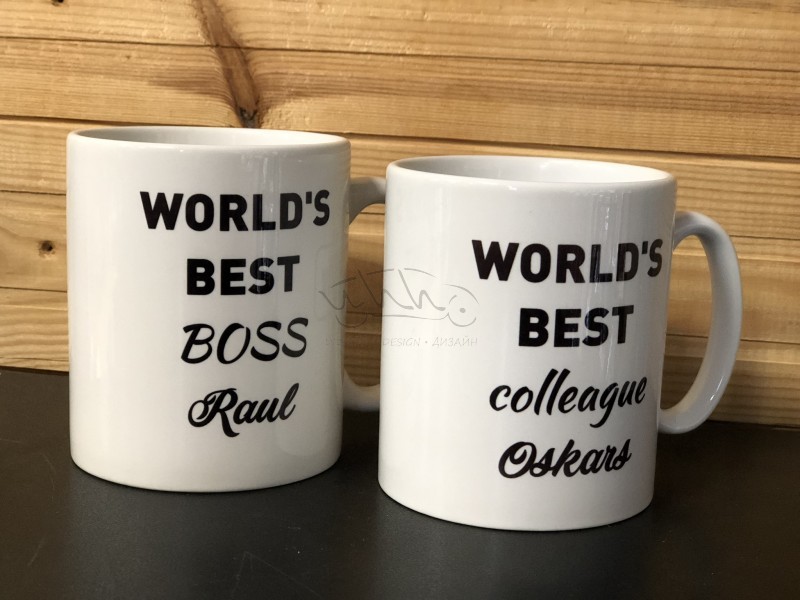 WORLD'S
BEST
BOSS
Raul
WORLD'S
BEST
colleague
Oskars
DESIGN • ДИЗАЙН